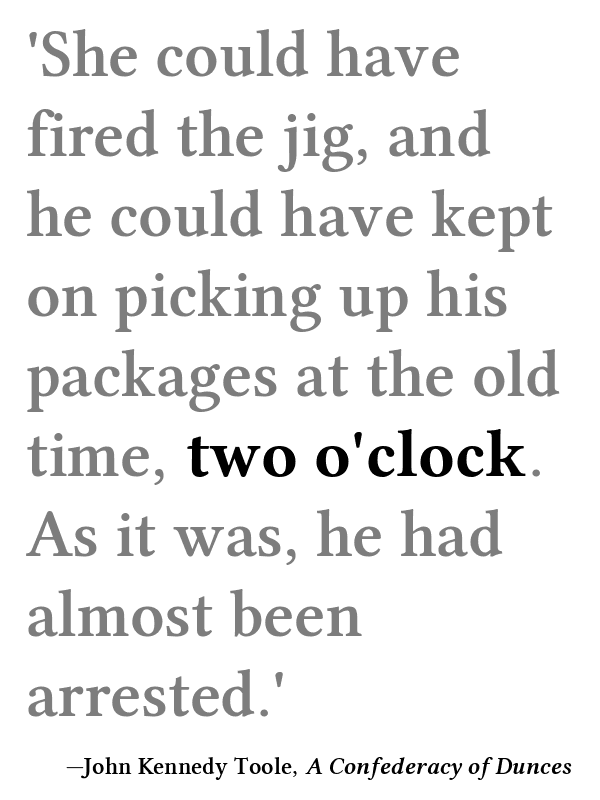 'She could have
fired the jig, and
he could have kept
on picking up his
packages at the old
time, two o'clock.
As it was, he had
almost been
arrested.'
—John Kennedy Toole, A Confederacy of Dunces